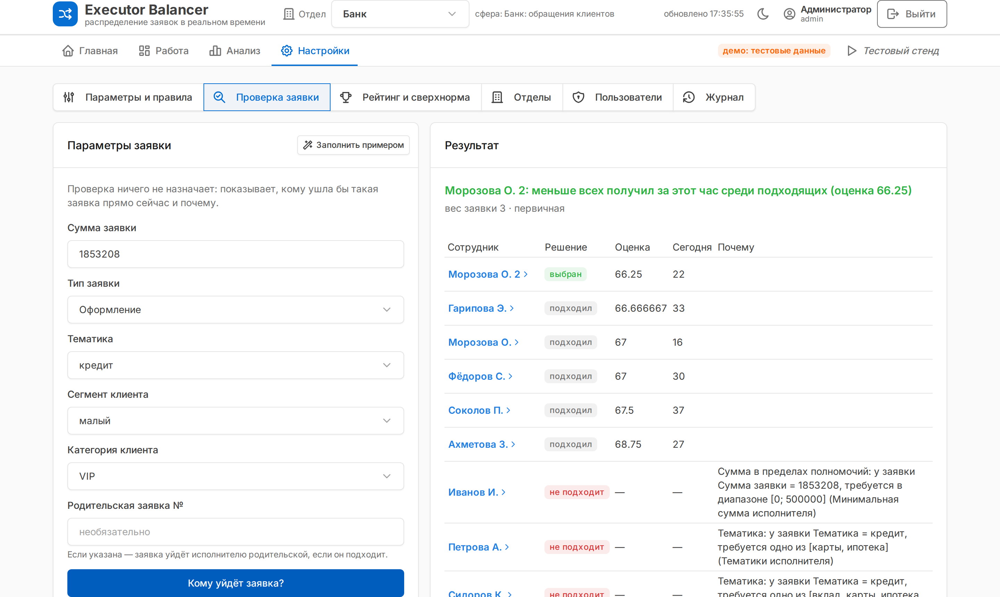 Executor Balancer
распределение заявок в реальном времени
Отдел
Банк
сфера: Банк: обращения клиентов
обновлено 17:35:55
Администратор
admin
Выйти
Главная
Работа
Анализ
Настройки
демо: тестовые данные
Тестовый стенд
Параметры и правила
Проверка заявки
Рейтинг и сверхнорма
Отделы
Пользователи
Журнал
Параметры заявки
Заполнить примером
Проверка ничего не назначает: показывает, кому ушла бы такая
заявка прямо сейчас и почему.
Сумма заявки
1853208
Тип заявки
Оформление
Тематика
кредит
Сегмент клиента
малый
Категория клиента
VIP
Родительская заявка №
необязательно
Если указана — заявка уйдёт исполнителю родительской, если он подходит.
Кому уйдёт заявка?
Результат
Морозова О. 2: меньше всех получил за этот час среди подходящих (оценка 66.25)
вес заявки 3 · первичная
Сотрудник Решение Оценка Сегодня Почему
Морозова О. 2 выбран 66.25 22
Гарипова Э. подходил 66.666667 33
Морозова О. подходил 67 16
Фёдоров С. подходил 67 30
Соколов П. подходил 67.5 37
Ахметова З. подходил 68.75 27
Иванов И. не подходит — —
Сумма в пределах полномочий: у заявки
Сумма заявки = 1853208, требуется в
диапазоне [0; 500000] (Минимальная
сумма исполнителя)
Петрова А. не подходит — —
Тематика: у заявки Тематика = кредит,
требуется одно из [карты, ипотека]
(Тематики исполнителя)
Сидоров К. не подходит — —
Тематика: у заявки Тематика = кредит,
требуется одно из [вклад, карты, ипотека